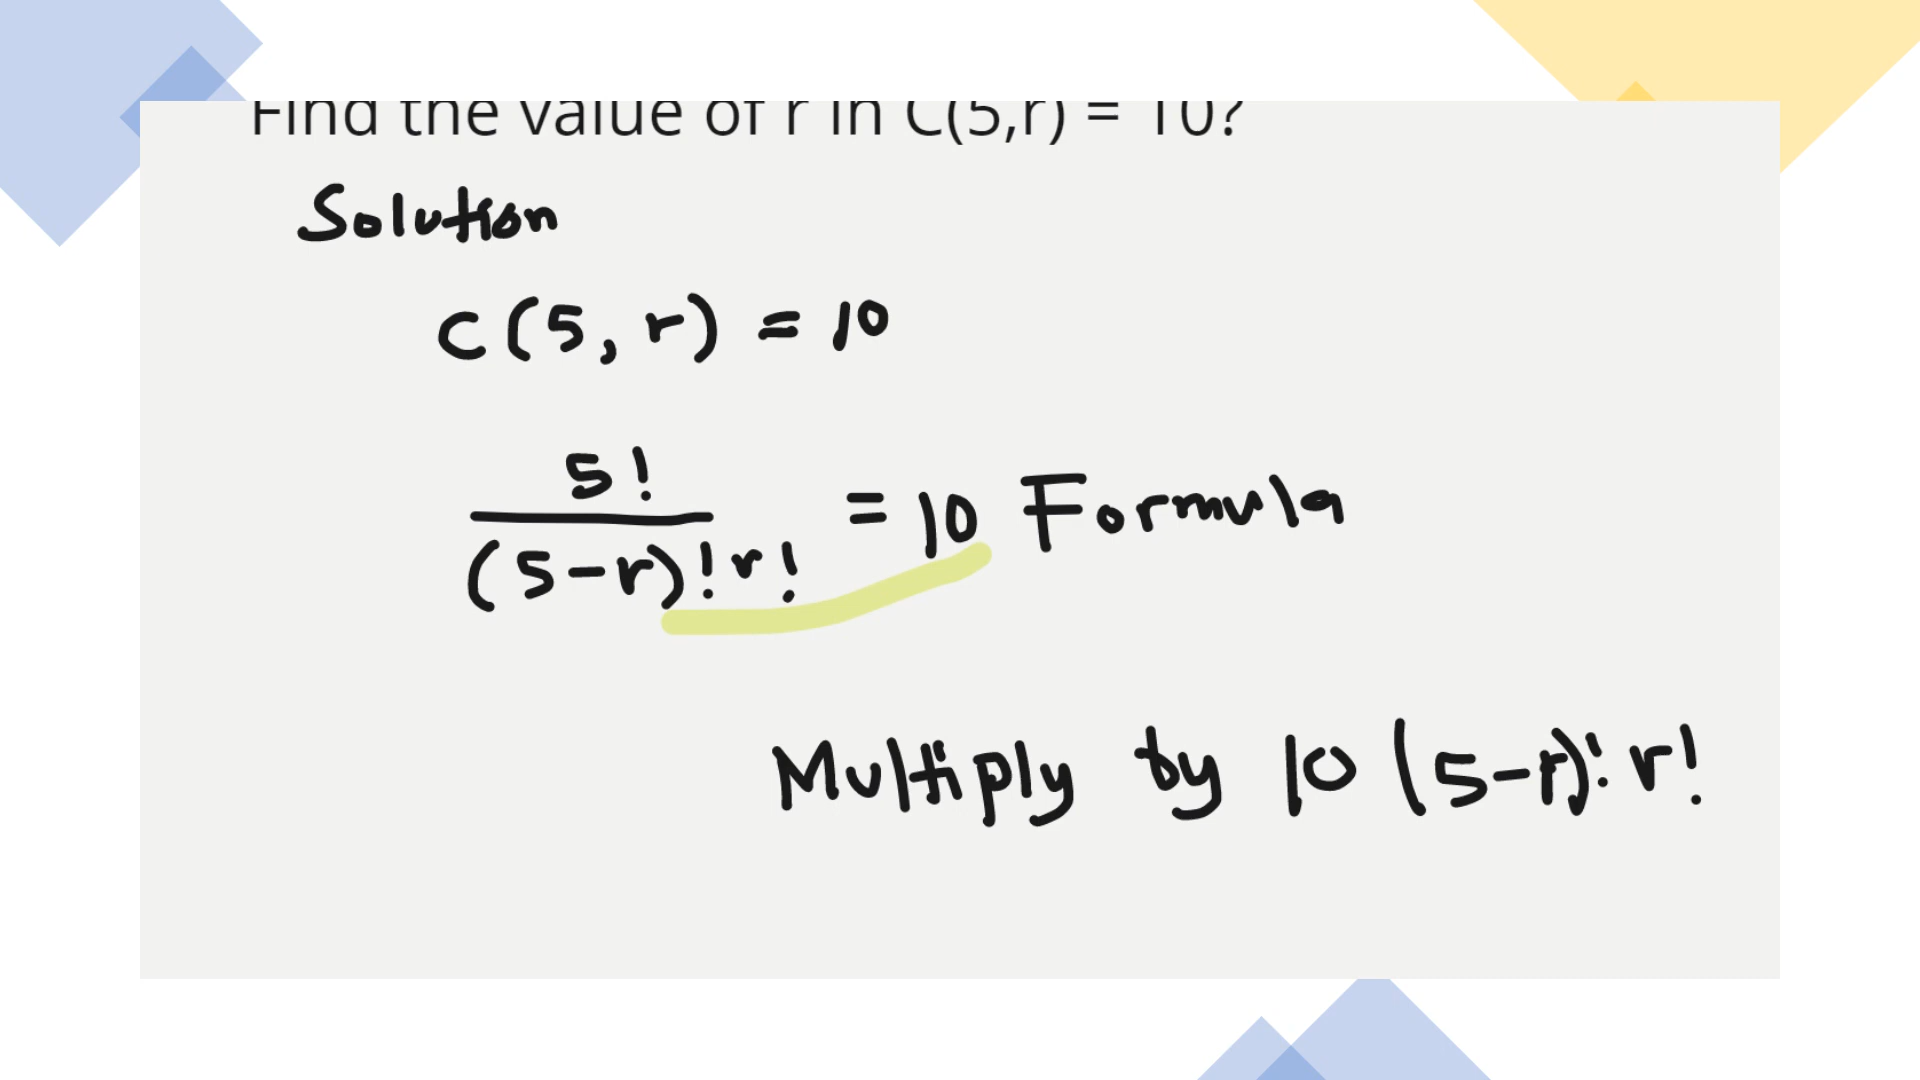 Find the value of r in C(5,r) = 10?
Solution
C(5, r) = 10
5!
(5-r)!r!
= 10 Formula
Multiply by 10 (5-r)! r!